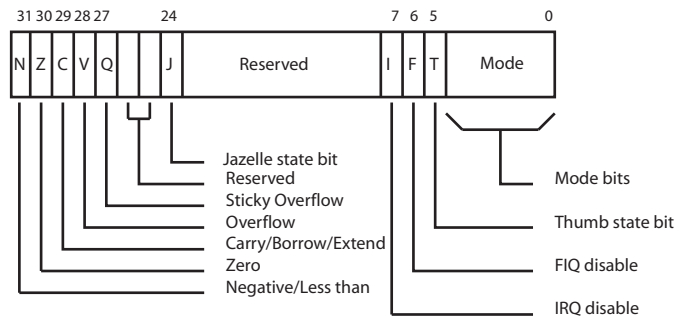 31 30 29 28 27 24 7 6 5 0
N Z C V Q J Reserved I F T Mode
Jazelle state bit
Reserved Mode bits
Sticky Overflow
Overflow Thumb state bit
Carry/Borrow/Extend
Zero FIQ disable
Negative/Less than
IRQ disable